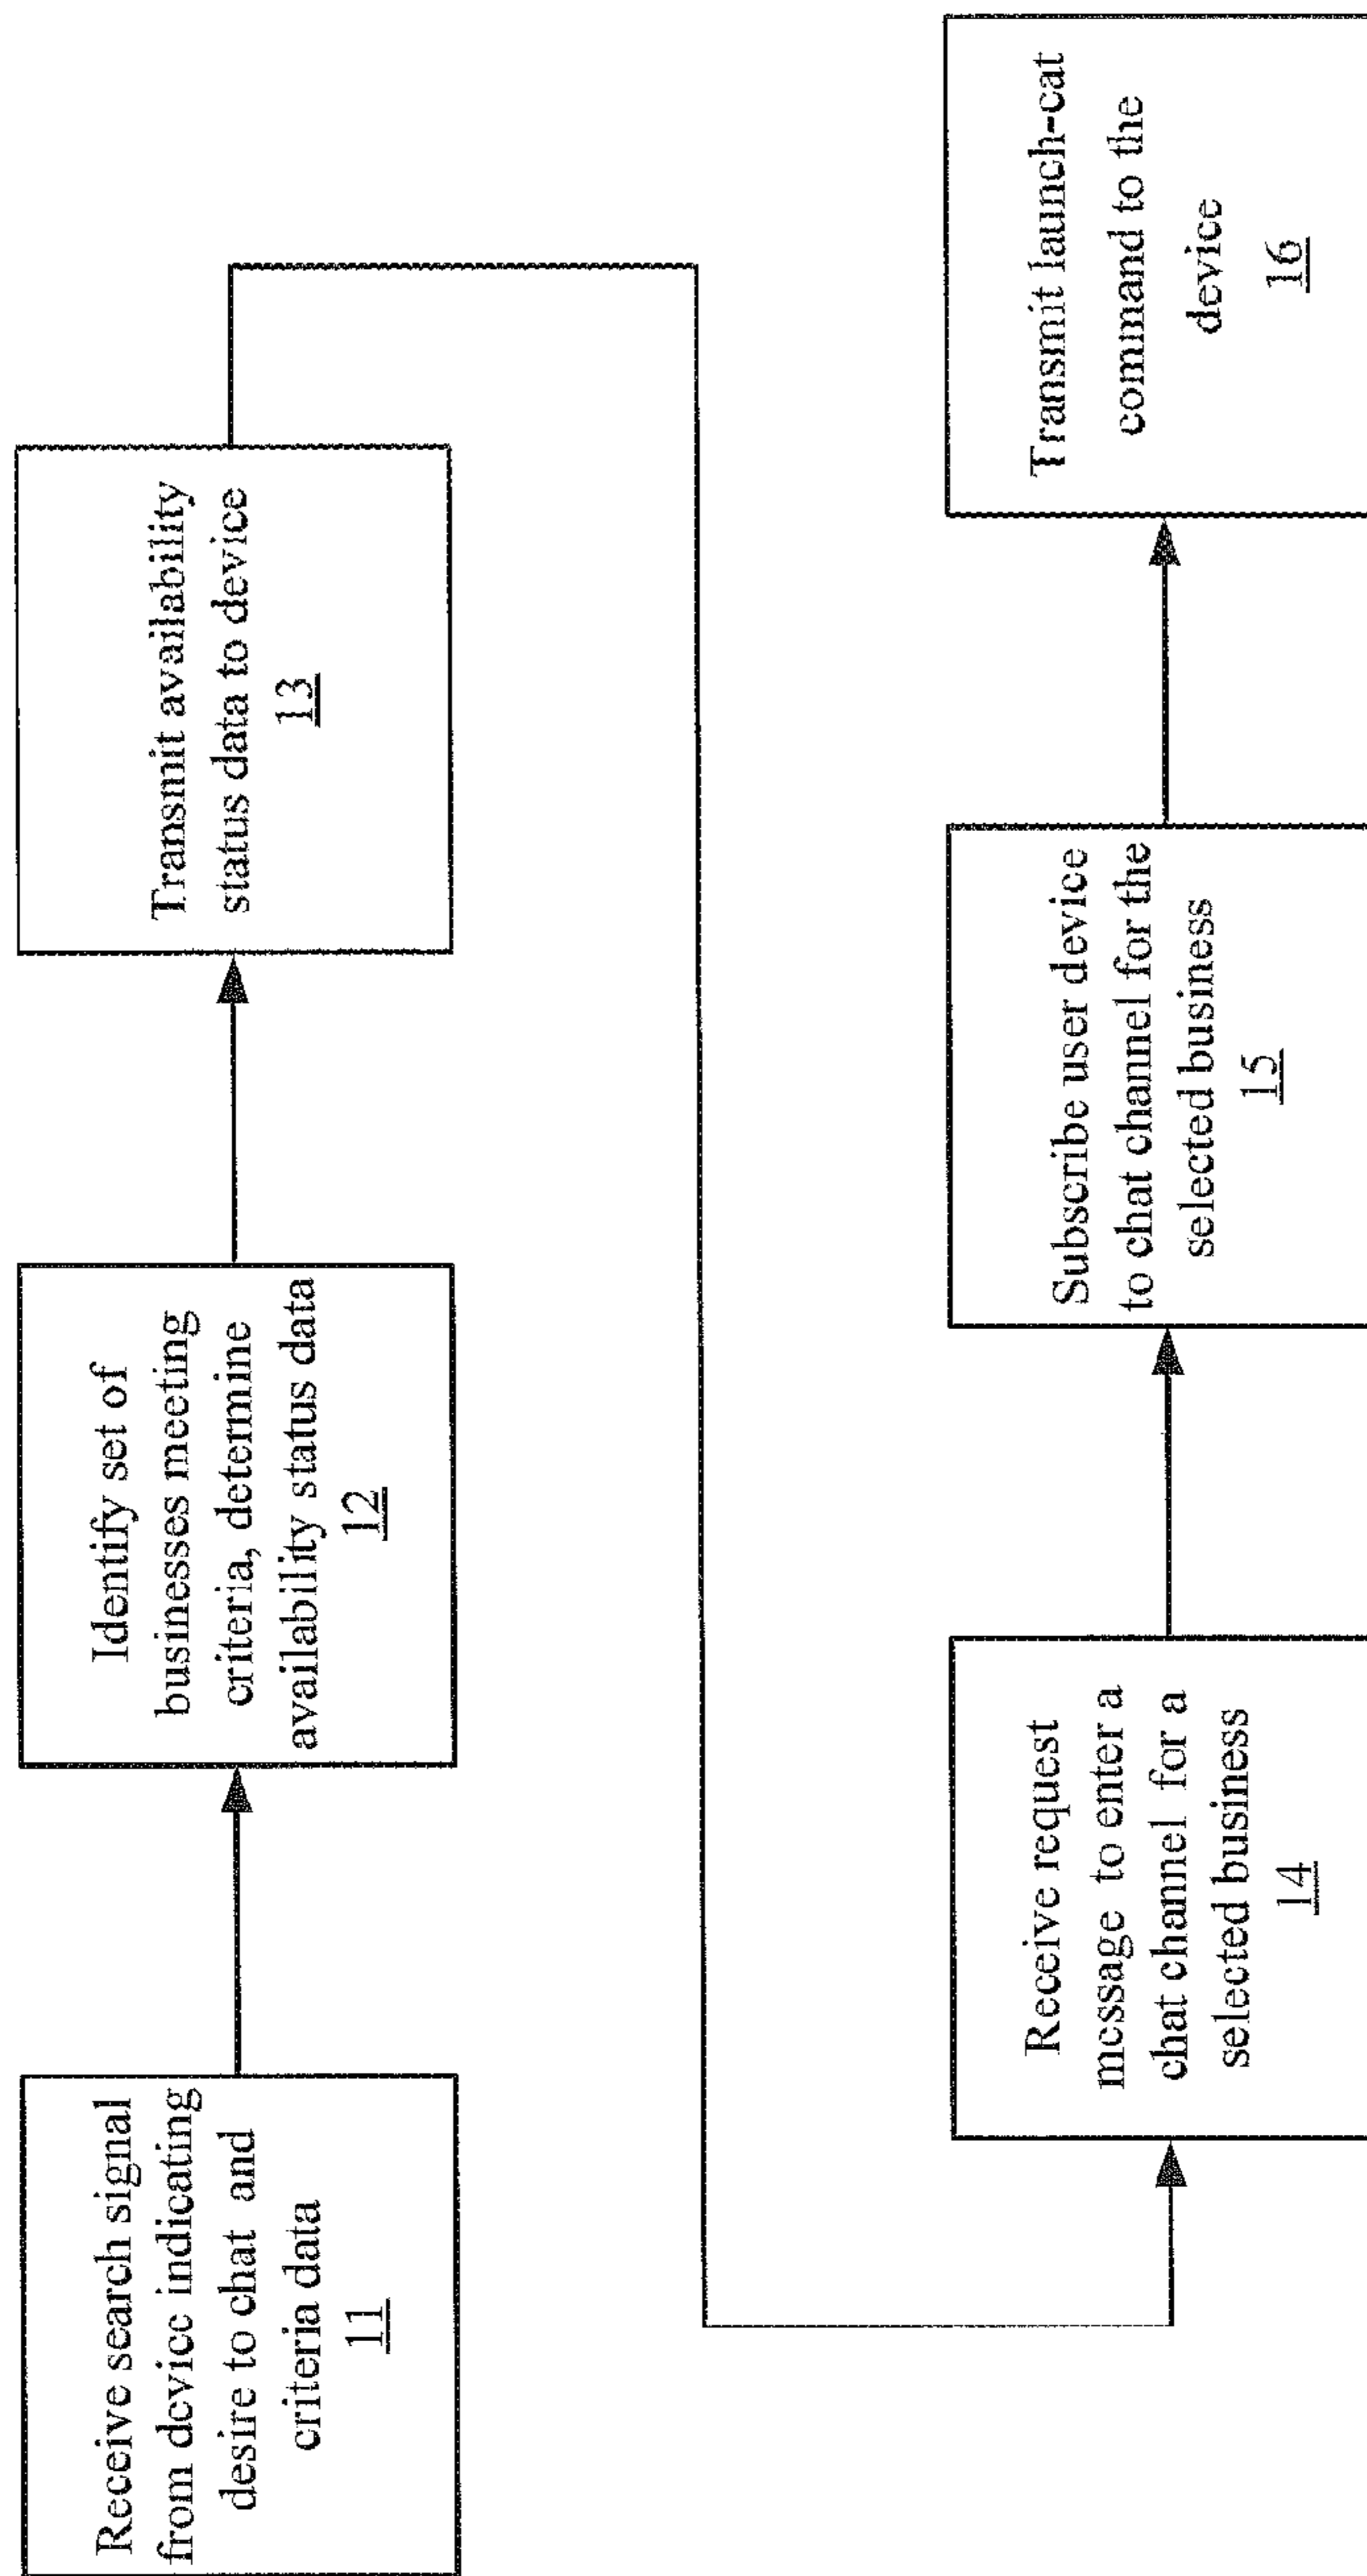 Receive search signal
from device indicating
desire to chat and
criteria data
11
Identify set of
businesses meeting
criteria, determine
availability status data
12
Transmit availability
status data to device
13
Receive request
message to enter a
chat channel for a
selected business
14
Subscribe user device
to chat channel for the
selected business
15
Transmit launch-cat
command to the
device
16